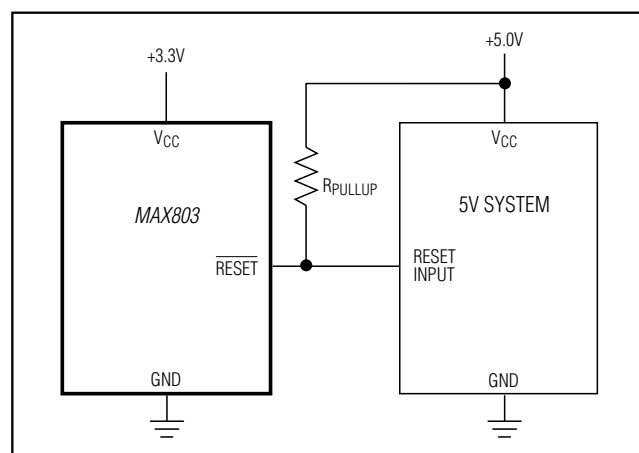 +3.3V
+5.0V
VCC
VCC
RPULLUP
MAX803
5V SYSTEM
RESET
RESET
INPUT
GND
GND